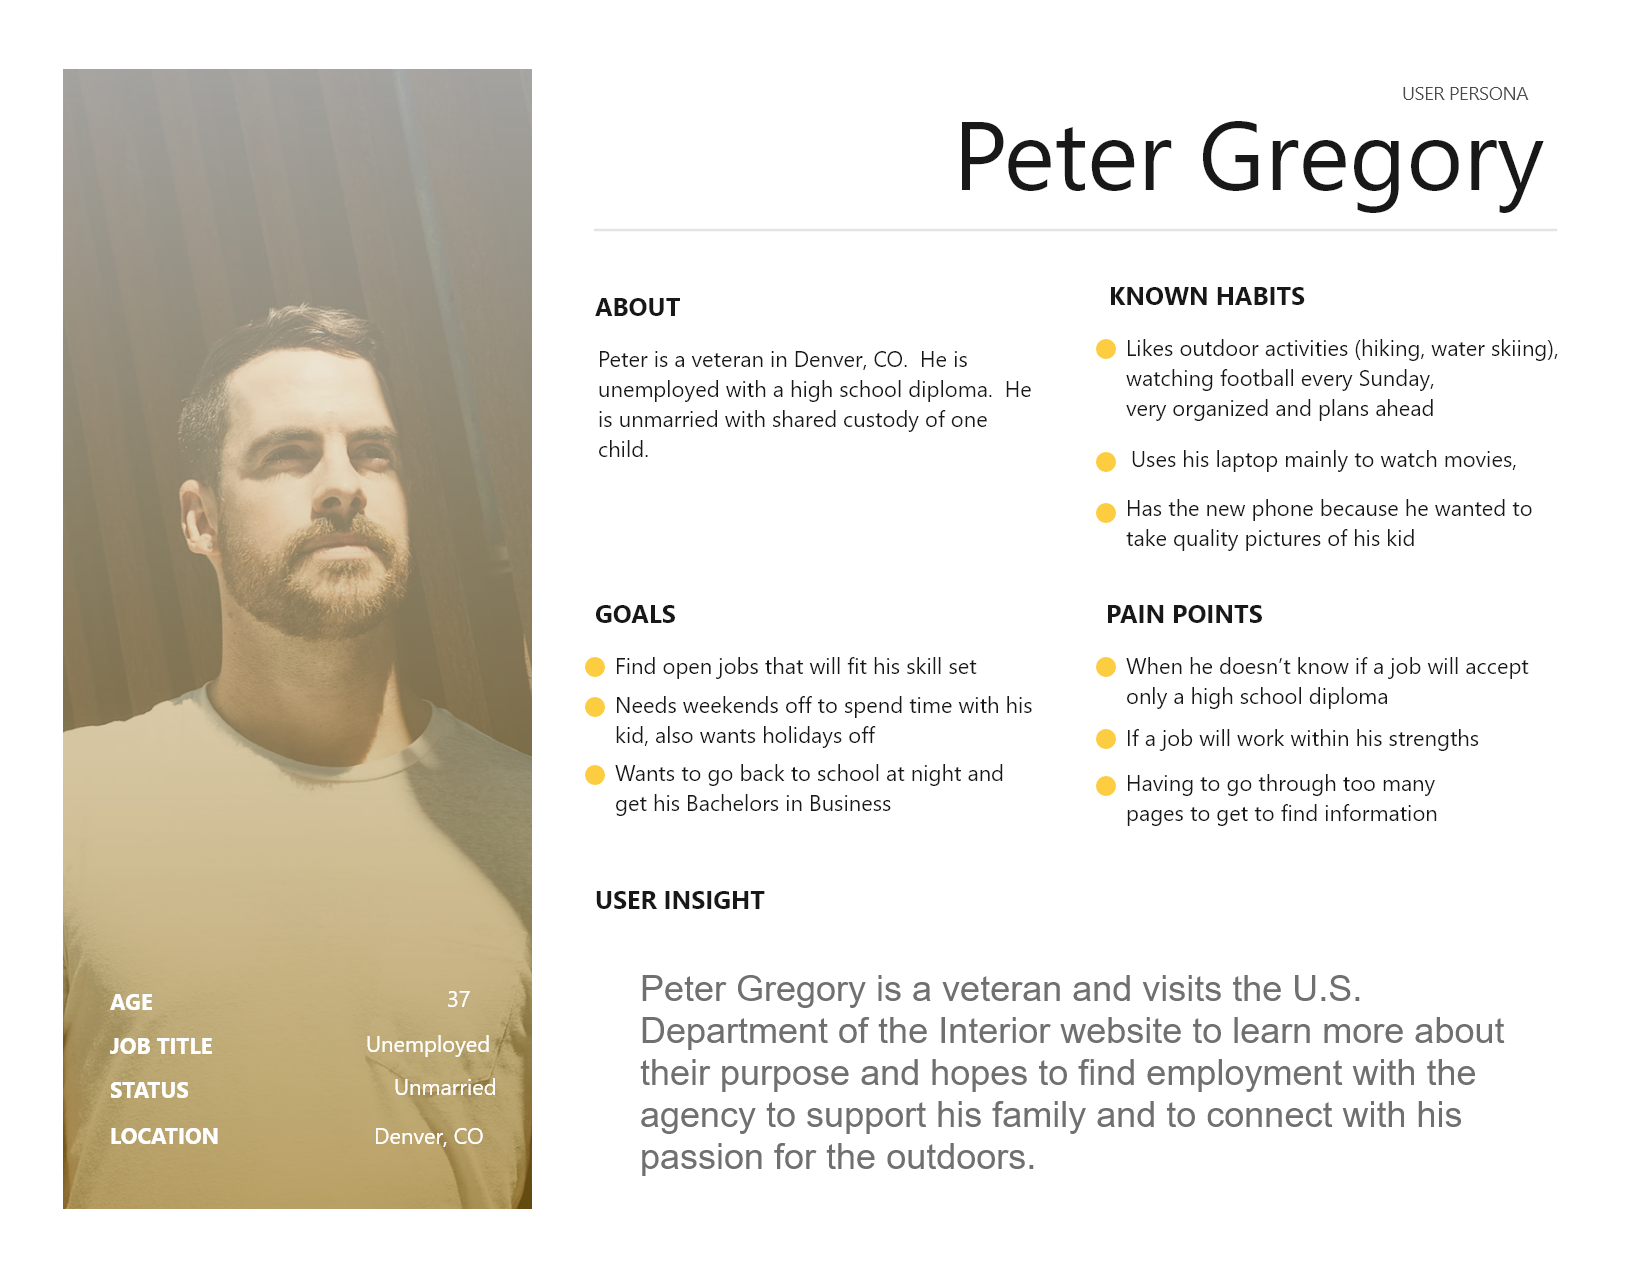 USER PERSONA
Peter Gregory
ABOUT
Peter is a veteran in Denver, CO.  He is
unemployed with a high school diploma.  He
is unmarried with shared custody of one
child.
KNOWN HABITS
Likes outdoor activities (hiking, water skiing),
watching football every Sunday,
very organized and plans ahead
Uses his laptop mainly to watch movies,
Has the new phone because he wanted to
take quality pictures of his kid
GOALS
Find open jobs that will fit his skill set
Needs weekends off to spend time with his
kid, also wants holidays off
Wants to go back to school at night and
get his Bachelors in Business
PAIN POINTS
When he doesn’t know if a job will accept
only a high school diploma
If a job will work within his strengths
Having to go through too many
pages to get to find information
USER INSIGHT
Peter Gregory is a veteran and visits the U.S.
Department of the Interior website to learn more about
their purpose and hopes to find employment with the
agency to support his family and to connect with his
passion for the outdoors.
AGE 37
JOB TITLE Unemployed
STATUS Unmarried
LOCATION Denver, CO